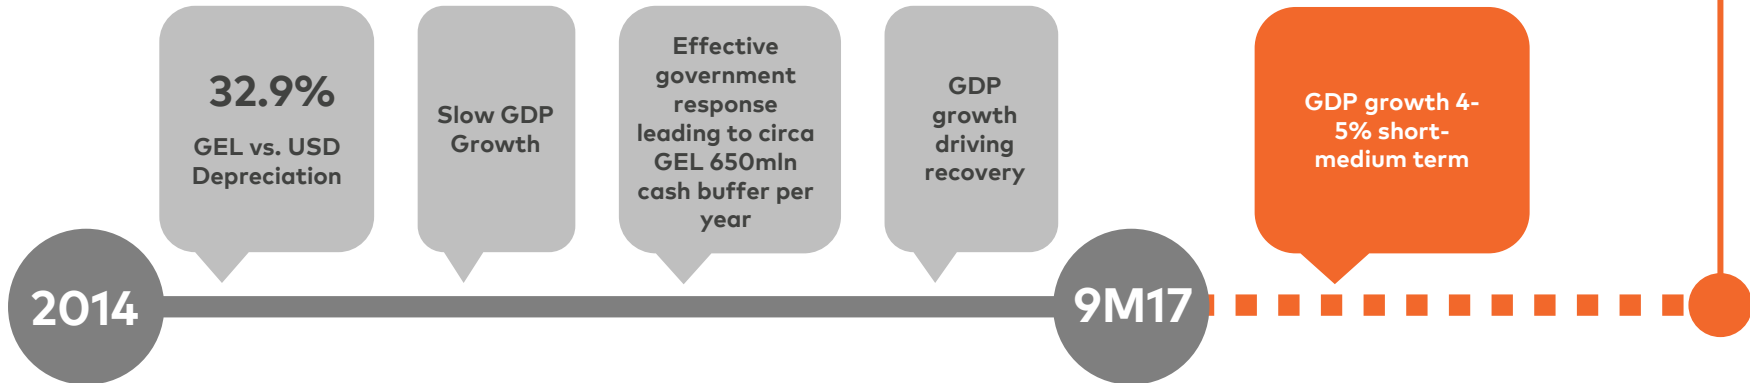 32.9%
GEL vs. USD
Depreciation
Slow GDP
Growth
Effective
government
response
leading to circa
GEL 650mln
cash buffer per
year
GDP
growth
driving
recovery
GDP growth 4-
5% short-
medium term
2014
9M17